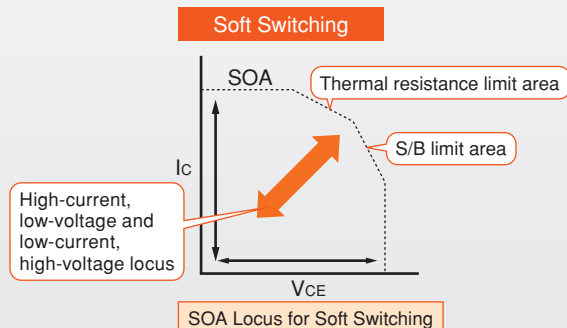 Soft Switching
SOA
Thermal resistance limit area
S/B limit area
IC
High-current,
low-voltage and
low-current,
high-voltage locus
VCE
SOA Locus for Soft Switching